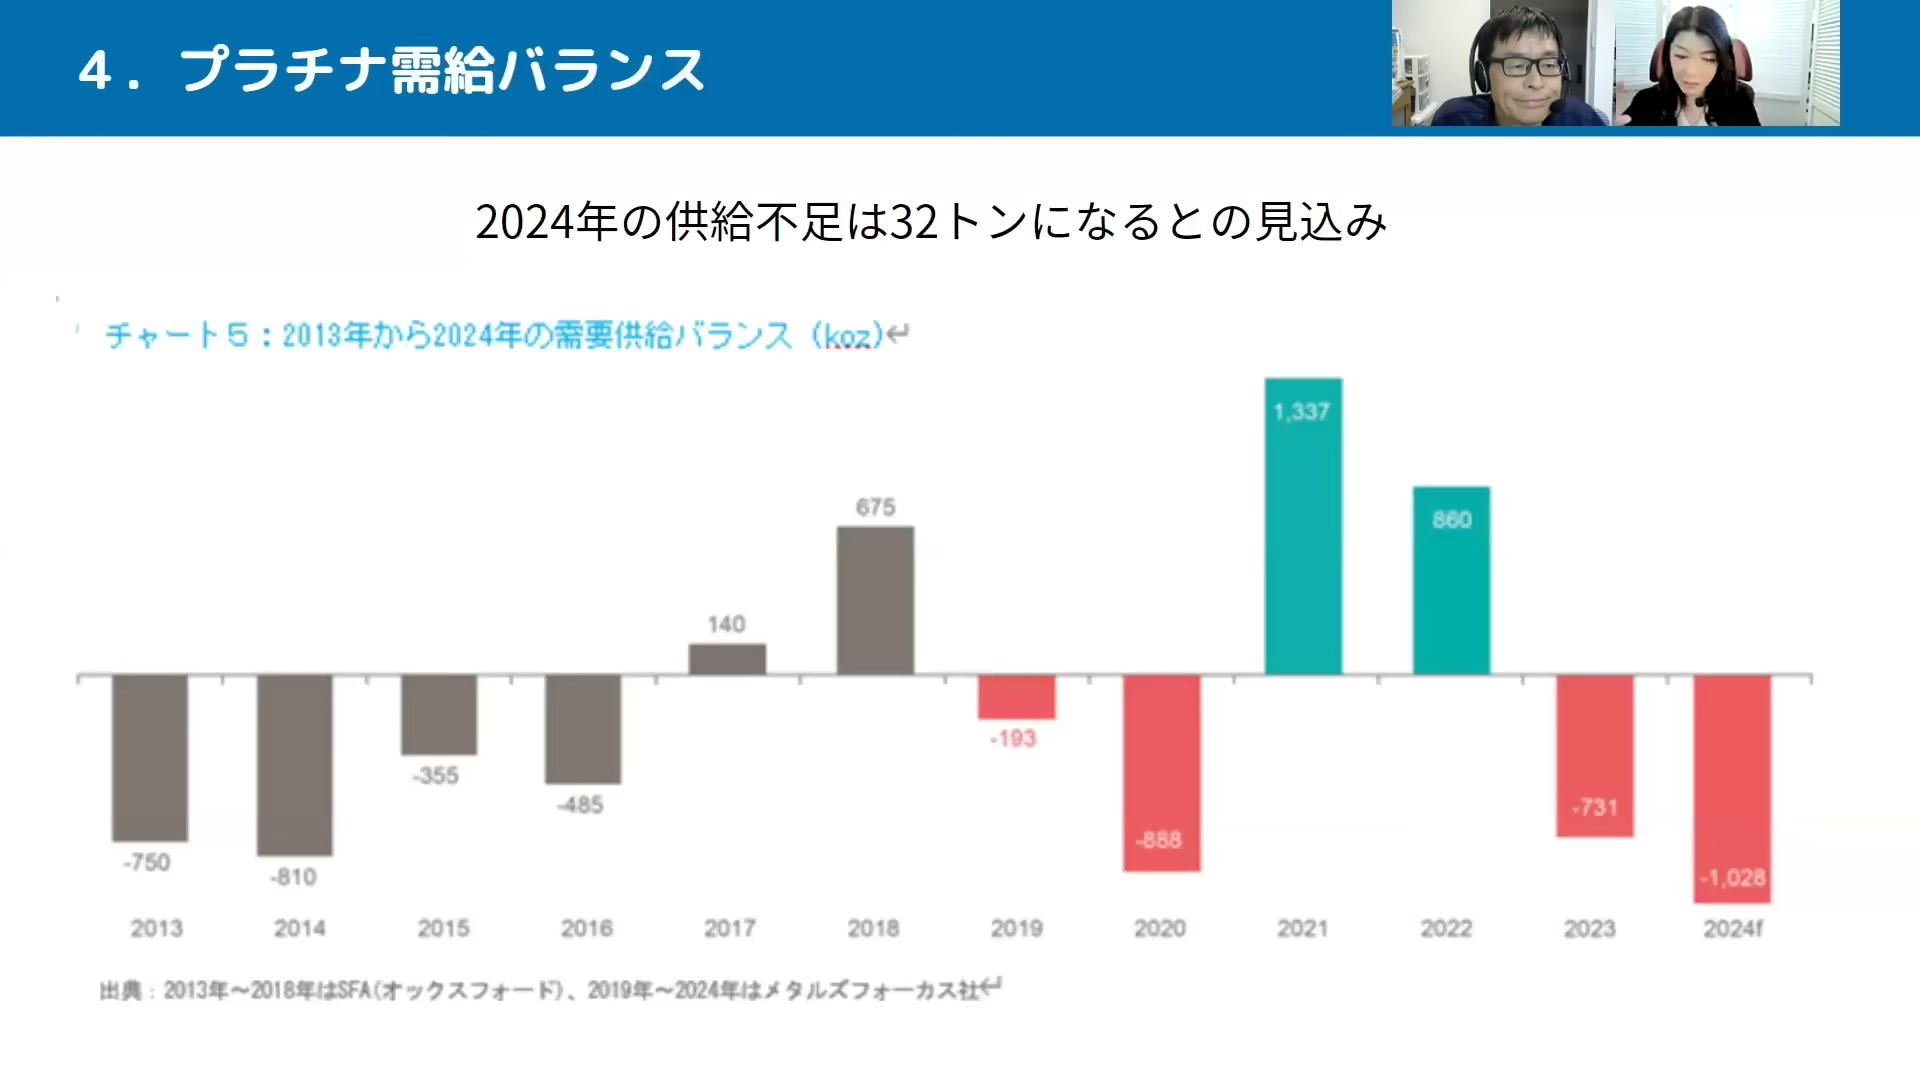 4．プラチナ需給バランス
2024年の供給不足は32トンになるとの見込み
チャート５：2013年から2024年の需要供給バランス（koz）↵
1,337
860
675
140
-193
-731
-355
-485
-888
-750
-810
-1,028
2013 2014 2015 2016 2017 2018 2019 2020 2021 2022 2023 2024f
出典：2013年～2018年はSFA(オックスフォード)、2019年～2024年はメタルズフォーカス社↵